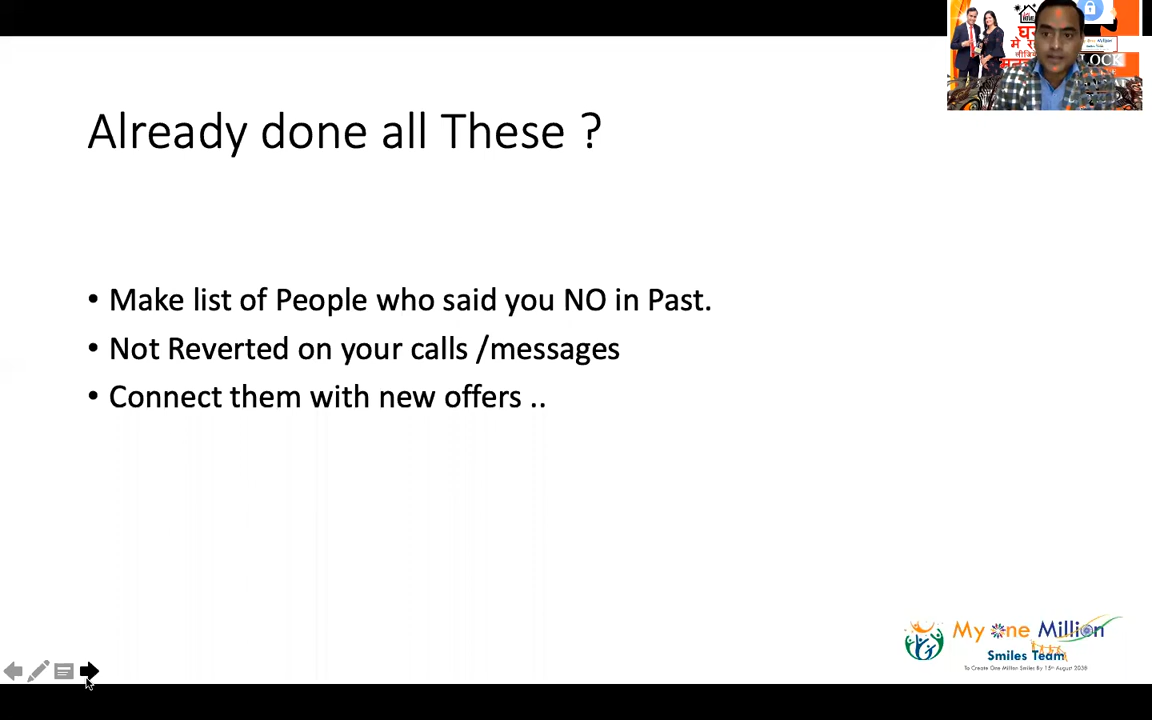 घर
मे र
लीजिए
LOCK
Already done all These ?
• Make list of People who said you NO in Past.
• Not Reverted on your calls /messages
• Connect them with new offers ..
My one Million
Smiles Team
To Create One Million Smiles By 15th August 2038